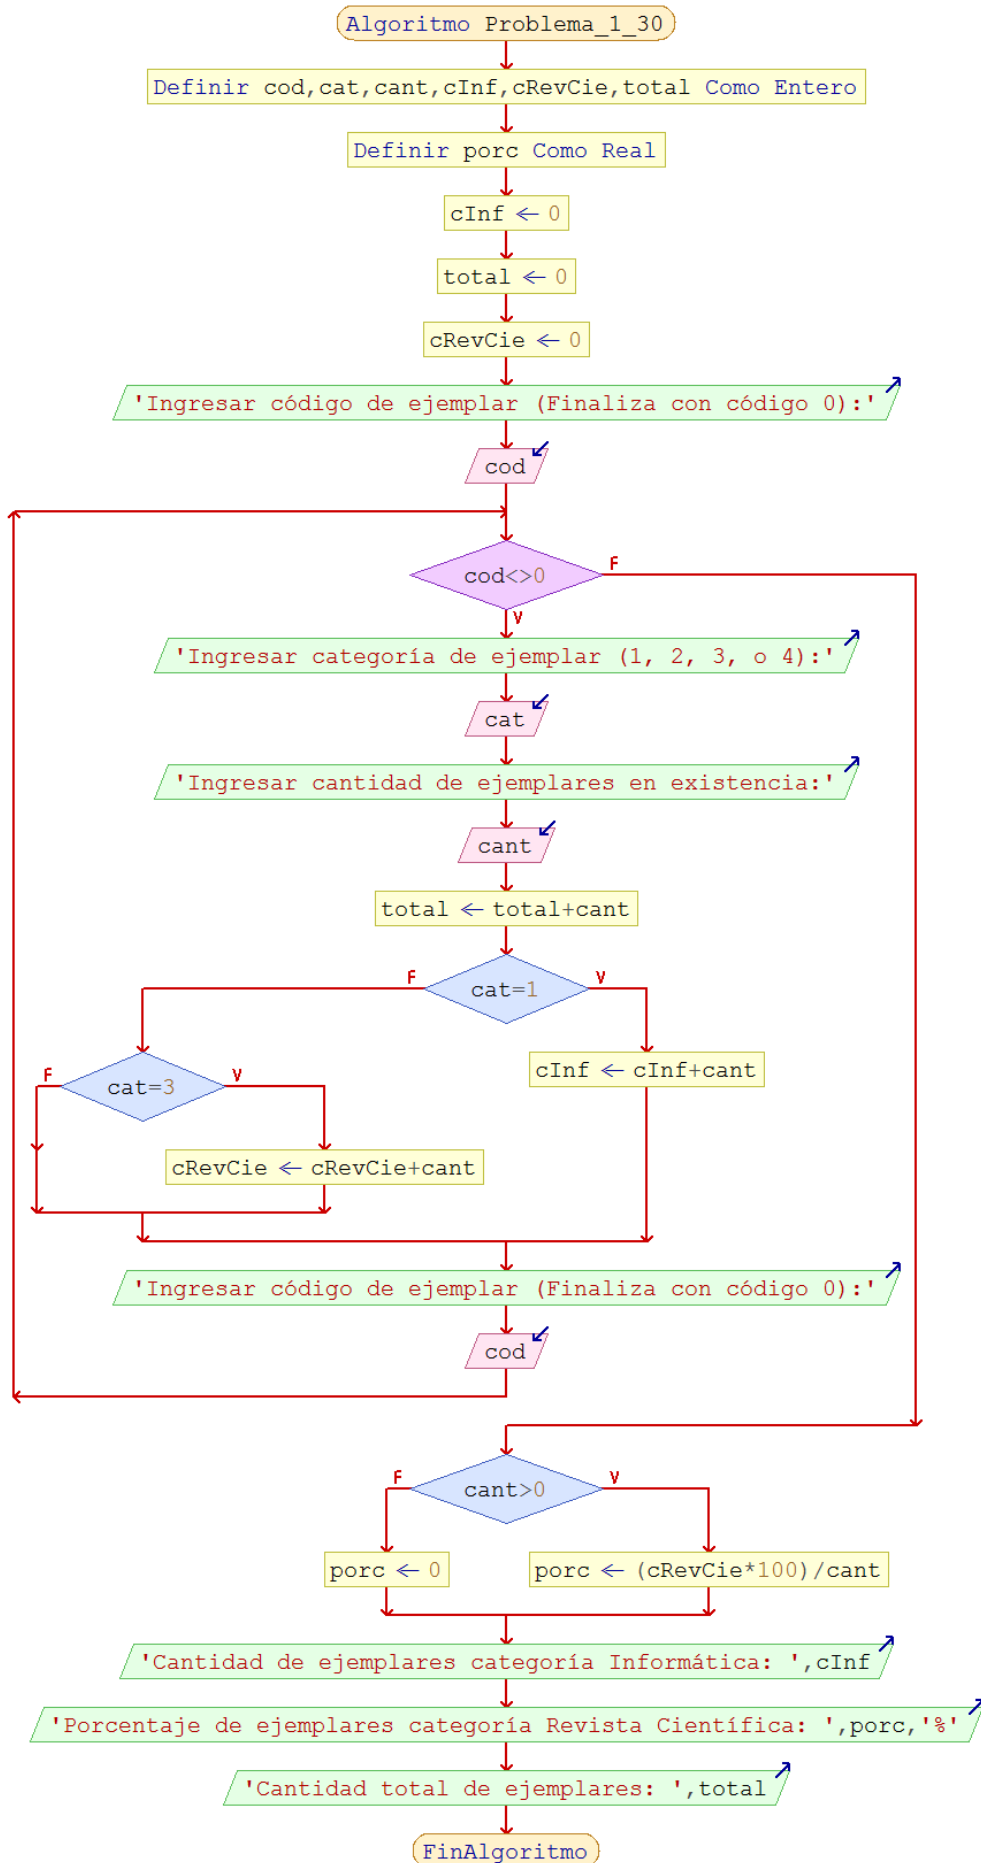 Algoritmo Problema_1_30
Definir cod,cat,cant,cInf,cRevCie,total Como Entero
Definir porc Como Real
cInf ← 0
total ← 0
cRevCie ← 0
'Ingresar código de ejemplar (Finaliza con código 0):'
cod
cod<>0
F
V
'Ingresar categoría de ejemplar (1, 2, 3, o 4):'
cat
'Ingresar cantidad de ejemplares en existencia:'
cant
total ← total+cant
F
cat=1
V
F
cat=3
V
cInf ← cInf+cant
cRevCie ← cRevCie+cant
'Ingresar código de ejemplar (Finaliza con código 0):'
cod
F
cant>0
V
porc ← 0
porc ← (cRevCie*100)/cant
'Cantidad de ejemplares categoría Informática: ',cInf
'Porcentaje de ejemplares categoría Revista Científica: ',porc,'%'
'Cantidad total de ejemplares: ',total
FinAlgoritmo